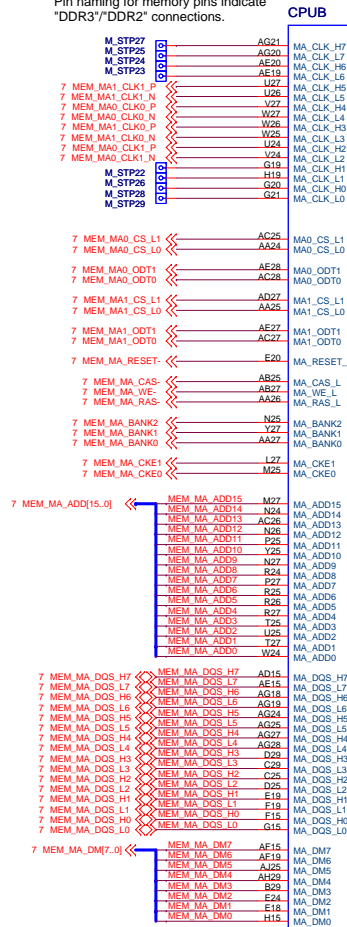 Pin naming for memory pins indicate
"DDR3"/"DDR2" connections.
CPUB
M_STP27 AG21 MA_CLK_H7
M_STP25 AG20 MA_CLK_L7
M_STP24 AE20 MA_CLK_H6
M_STP23 AE19 MA_CLK_L6
7 MEM_MA1_CLK1_P U27 MA_CLK_H5
7 MEM_MA1_CLK1_N U26 MA_CLK_L5
7 MEM_MA0_CLK0_P V27 MA_CLK_H4
7 MEM_MA0_CLK0_N W27 MA_CLK_L4
7 MEM_MA1_CLK0_P W26 MA_CLK_H3
7 MEM_MA1_CLK0_N W25 MA_CLK_L3
7 MEM_MA0_CLK1_P U24 MA_CLK_H2
7 MEM_MA0_CLK1_N V24 MA_CLK_L2
M_STP22 G19 MA_CLK_H1
M_STP26 H19 MA_CLK_L1
M_STP28 G20 MA_CLK_H0
M_STP29 G21 MA_CLK_L0
7 MEM_MA0_CS_L1 AC25 MA0_CS_L1
7 MEM_MA0_CS_L0 AA24 MA0_CS_L0
7 MEM_MA0_ODT1 AE28 MA0_ODT1
7 MEM_MA0_ODT0 AC28 MA0_ODT0
7 MEM_MA1_CS_L1 AD27 MA1_CS_L1
7 MEM_MA1_CS_L0 AA25 MA1_CS_L0
7 MEM_MA1_ODT1 AE27 MA1_ODT1
7 MEM_MA1_ODT0 AC27 MA1_ODT0
7 MEM_MA_RESET- E20 MA_RESET_
7 MEM_MA_CAS- AB25 MA_CAS_L
7 MEM_MA_WE- AB27 MA_WE_L
7 MEM_MA_RAS- AA26 MA_RAS_L
7 MEM_MA_BANK2 N25 MA_BANK2
7 MEM_MA_BANK1 Y27 MA_BANK1
7 MEM_MA_BANK0 AA27 MA_BANK0
7 MEM_MA_CKE1 L27 MA_CKE1
7 MEM_MA_CKE0 M25 MA_CKE0
7 MEM_MA_ADD[15..0] MEM_MA_ADD15 M27 MA_ADD15
MEM_MA_ADD14 N24 MA_ADD14
MEM_MA_ADD13 AC26 MA_ADD13
MEM_MA_ADD12 N26 MA_ADD12
MEM_MA_ADD11 P25 MA_ADD11
MEM_MA_ADD10 Y25 MA_ADD10
MEM_MA_ADD9 N27 MA_ADD9
MEM_MA_ADD8 R24 MA_ADD8
MEM_MA_ADD7 P27 MA_ADD7
MEM_MA_ADD6 R25 MA_ADD6
MEM_MA_ADD5 R26 MA_ADD5
MEM_MA_ADD4 R27 MA_ADD4
MEM_MA_ADD3 T25 MA_ADD3
MEM_MA_ADD2 U25 MA_ADD2
MEM_MA_ADD1 T27 MA_ADD1
MEM_MA_ADD0 W24 MA_ADD0
7 MEM_MA_DQS_H7 MEM_MA_DQS_H7 AD15 MA_DQS_H7
7 MEM_MA_DQS_L7 MEM_MA_DQS_L7 AE15 MA_DQS_L7
7 MEM_MA_DQS_H6 MEM_MA_DQS_H6 AG18 MA_DQS_H6
7 MEM_MA_DQS_L6 MEM_MA_DQS_L6 AG19 MA_DQS_L6
7 MEM_MA_DQS_H5 MEM_MA_DQS_H5 AG24 MA_DQS_H5
7 MEM_MA_DQS_L5 MEM_MA_DQS_L5 AG25 MA_DQS_L5
7 MEM_MA_DQS_H4 MEM_MA_DQS_H4 AG27 MA_DQS_H4
7 MEM_MA_DQS_L4 MEM_MA_DQS_L4 AG28 MA_DQS_L4
7 MEM_MA_DQS_H3 MEM_MA_DQS_H3 D29 MA_DQS_H3
7 MEM_MA_DQS_L3 MEM_MA_DQS_L3 C29 MA_DQS_L3
7 MEM_MA_DQS_H2 MEM_MA_DQS_H2 C25 MA_DQS_H2
7 MEM_MA_DQS_L2 MEM_MA_DQS_L2 D25 MA_DQS_L2
7 MEM_MA_DQS_H1 MEM_MA_DQS_H1 E19 MA_DQS_H1
7 MEM_MA_DQS_L1 MEM_MA_DQS_L1 F19 MA_DQS_L1
7 MEM_MA_DQS_H0 MEM_MA_DQS_H0 F15 MA_DQS_H0
7 MEM_MA_DQS_L0 MEM_MA_DQS_L0 G15 MA_DQS_L0
7 MEM_MA_DM[7..0] MEM_MA_DM7 AF15 MA_DM7
MEM_MA_DM6 AF19 MA_DM6
MEM_MA_DM5 AJ25 MA_DM5
MEM_MA_DM4 AH29 MA_DM4
MEM_MA_DM3 B29 MA_DM3
MEM_MA_DM2 E24 MA_DM2
MEM_MA_DM1 E18 MA_DM1
MEM_MA_DM0 H15 MA_DM0